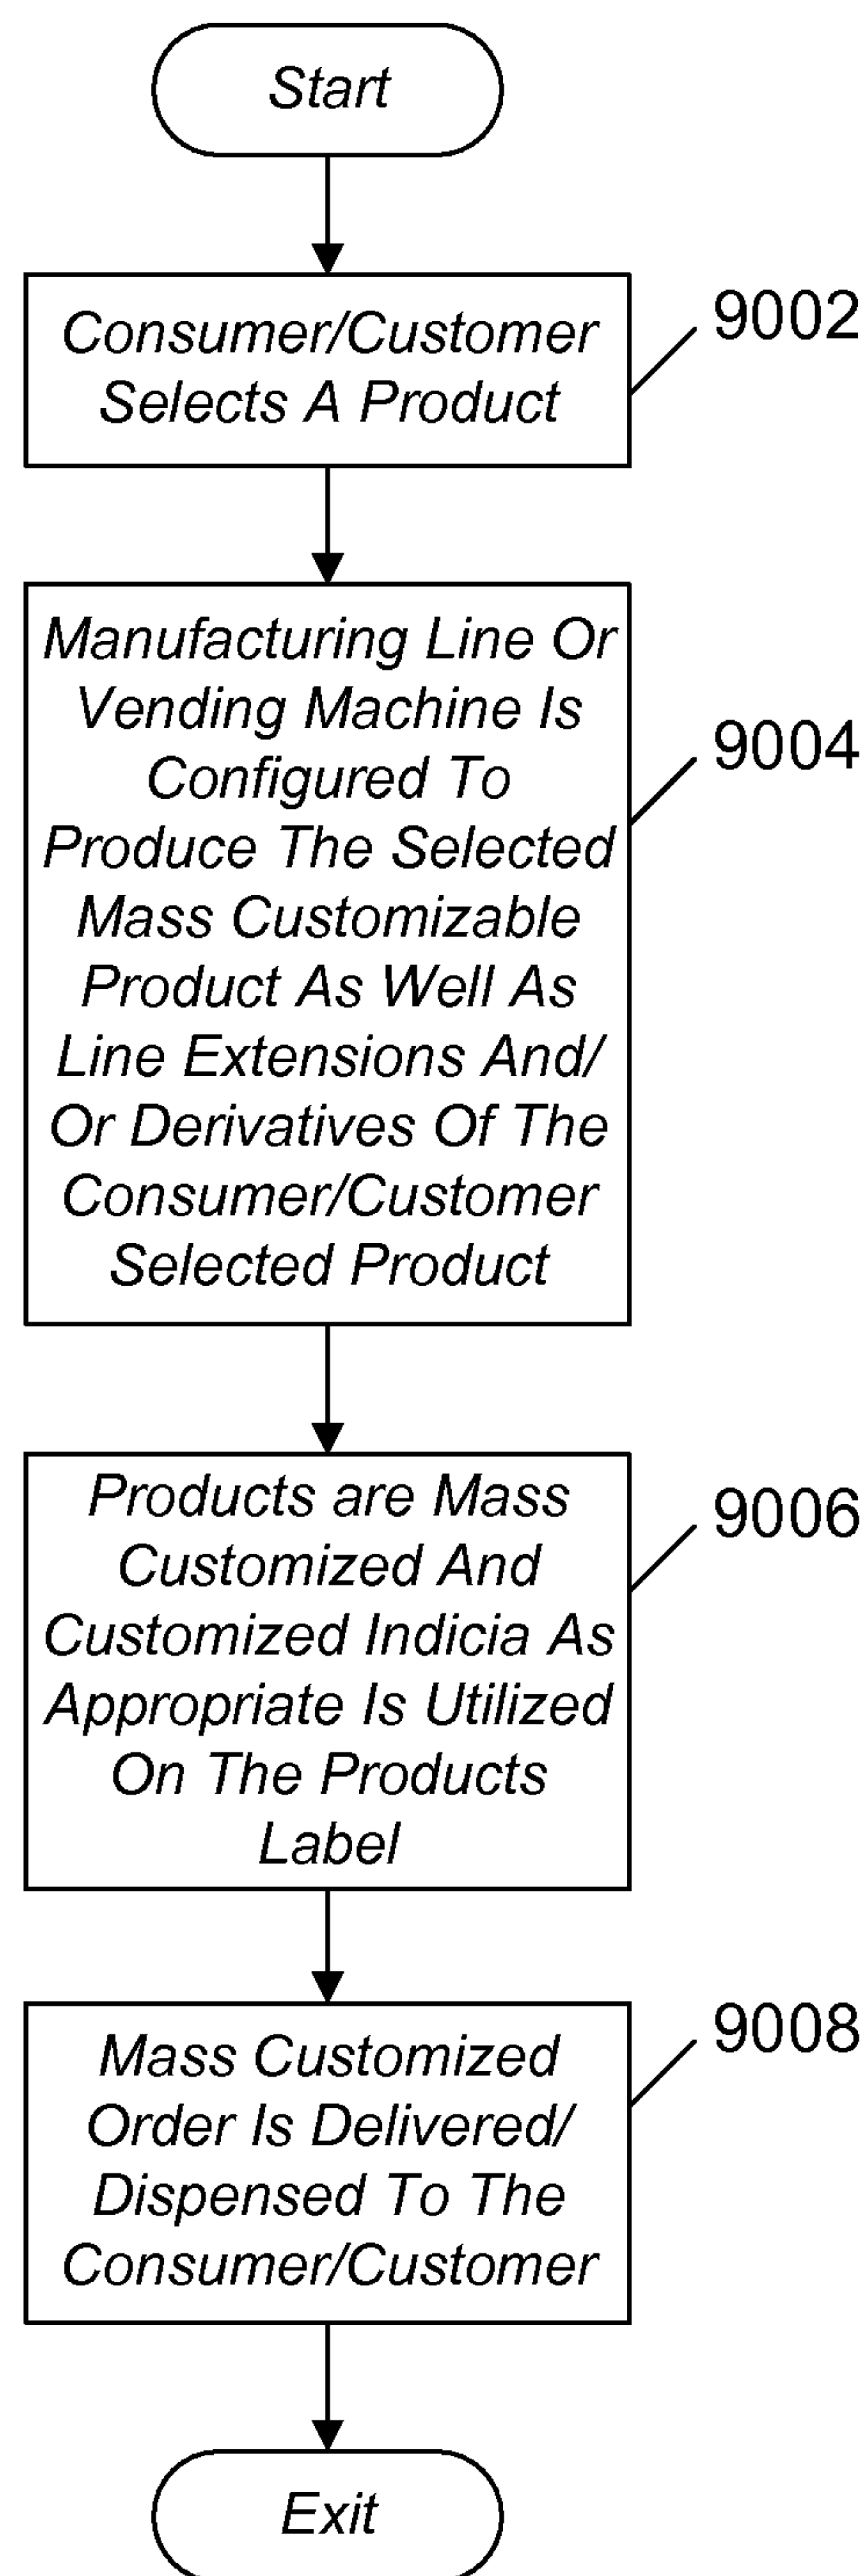 Start
Consumer/Customer
Selects A Product
9002
Manufacturing Line Or
Vending Machine Is
Configured To
Produce The Selected
Mass Customizable
Product As Well As
Line Extensions And/
Or Derivatives Of The
Consumer/Customer
Selected Product
9004
Products are Mass
Customized And
Customized Indicia As
Appropriate Is Utilized
On The Products
Label
9006
Mass Customized
Order Is Delivered/
Dispensed To The
Consumer/Customer
9008
Exit